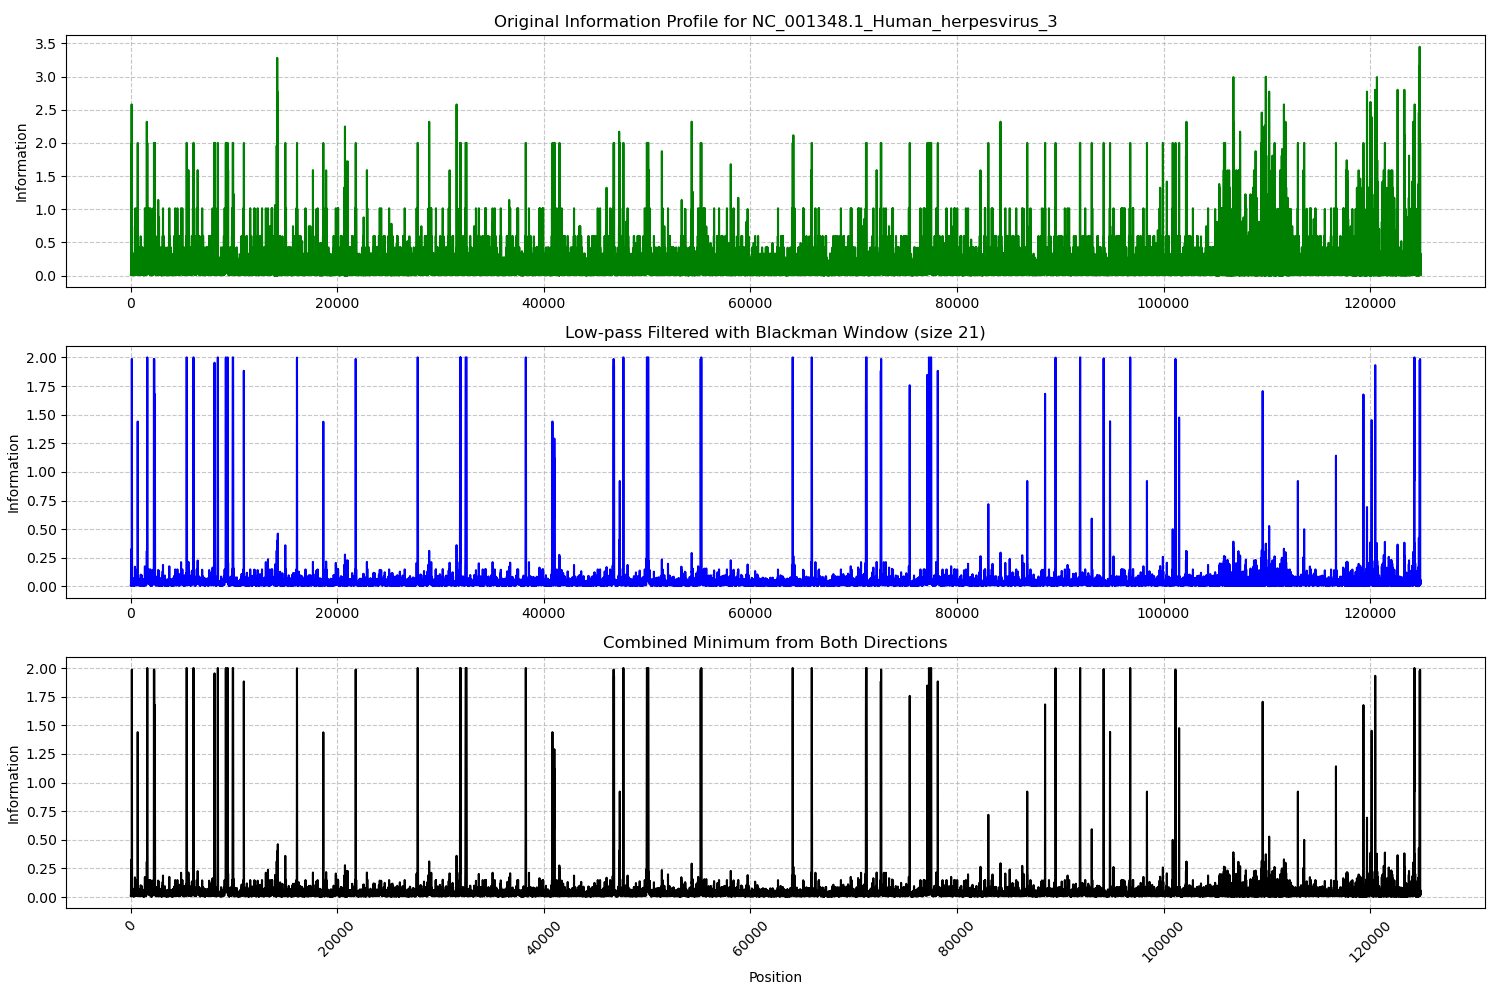 Original Information Profile for NC_001348.1_Human_herpesvirus_3
3.5
3.0
2.5
2.0
1.5
1.0
0.5
0.0
Information
0 20000 40000 60000 80000 100000 120000
Low-pass Filtered with Blackman Window (size 21)
2.00
1.75
1.50
1.25
1.00
0.75
0.50
0.25
0.00
Information
0 20000 40000 60000 80000 100000 120000
Combined Minimum from Both Directions
2.00
1.75
1.50
1.25
1.00
0.75
0.50
0.25
0.00
Information
0 20000 40000 60000 80000 100000 120000
Position